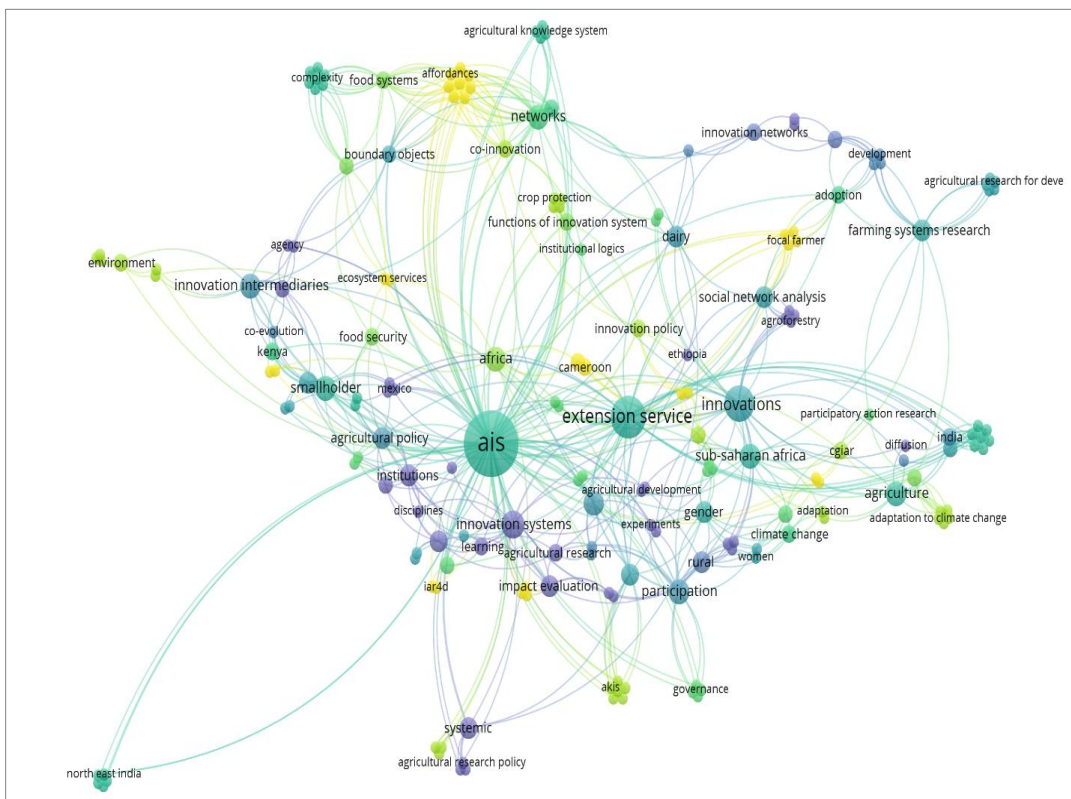 agricultural knowledge system
complexity
food systems
affordances
networks
innovation networks
co-innovation
boundary objects
development
agricultural research for deve
crop protection
adoption
functions of innovation system
farming systems research
dairy
focal farmer
agency
institutional logics
environment
ecosystem services
innovation intermediaries
social network analysis
agroforestry
co-evolution
food security
innovation policy
kenya
africa
ethiopia
cameroon
smallholder
mexico
innovations
extension service
participatory action research
ais
agricultural policy
india
diffusion
cgiar
sub-saharan africa
institutions
agricultural development
agriculture
disciplines
gender
adaptation
adaptation to climate change
innovation systems
experiments
climate change
learning
agricultural research
women
rural
iar4d
impact evaluation
participation
akis
governance
systemic
agricultural research policy
north east india